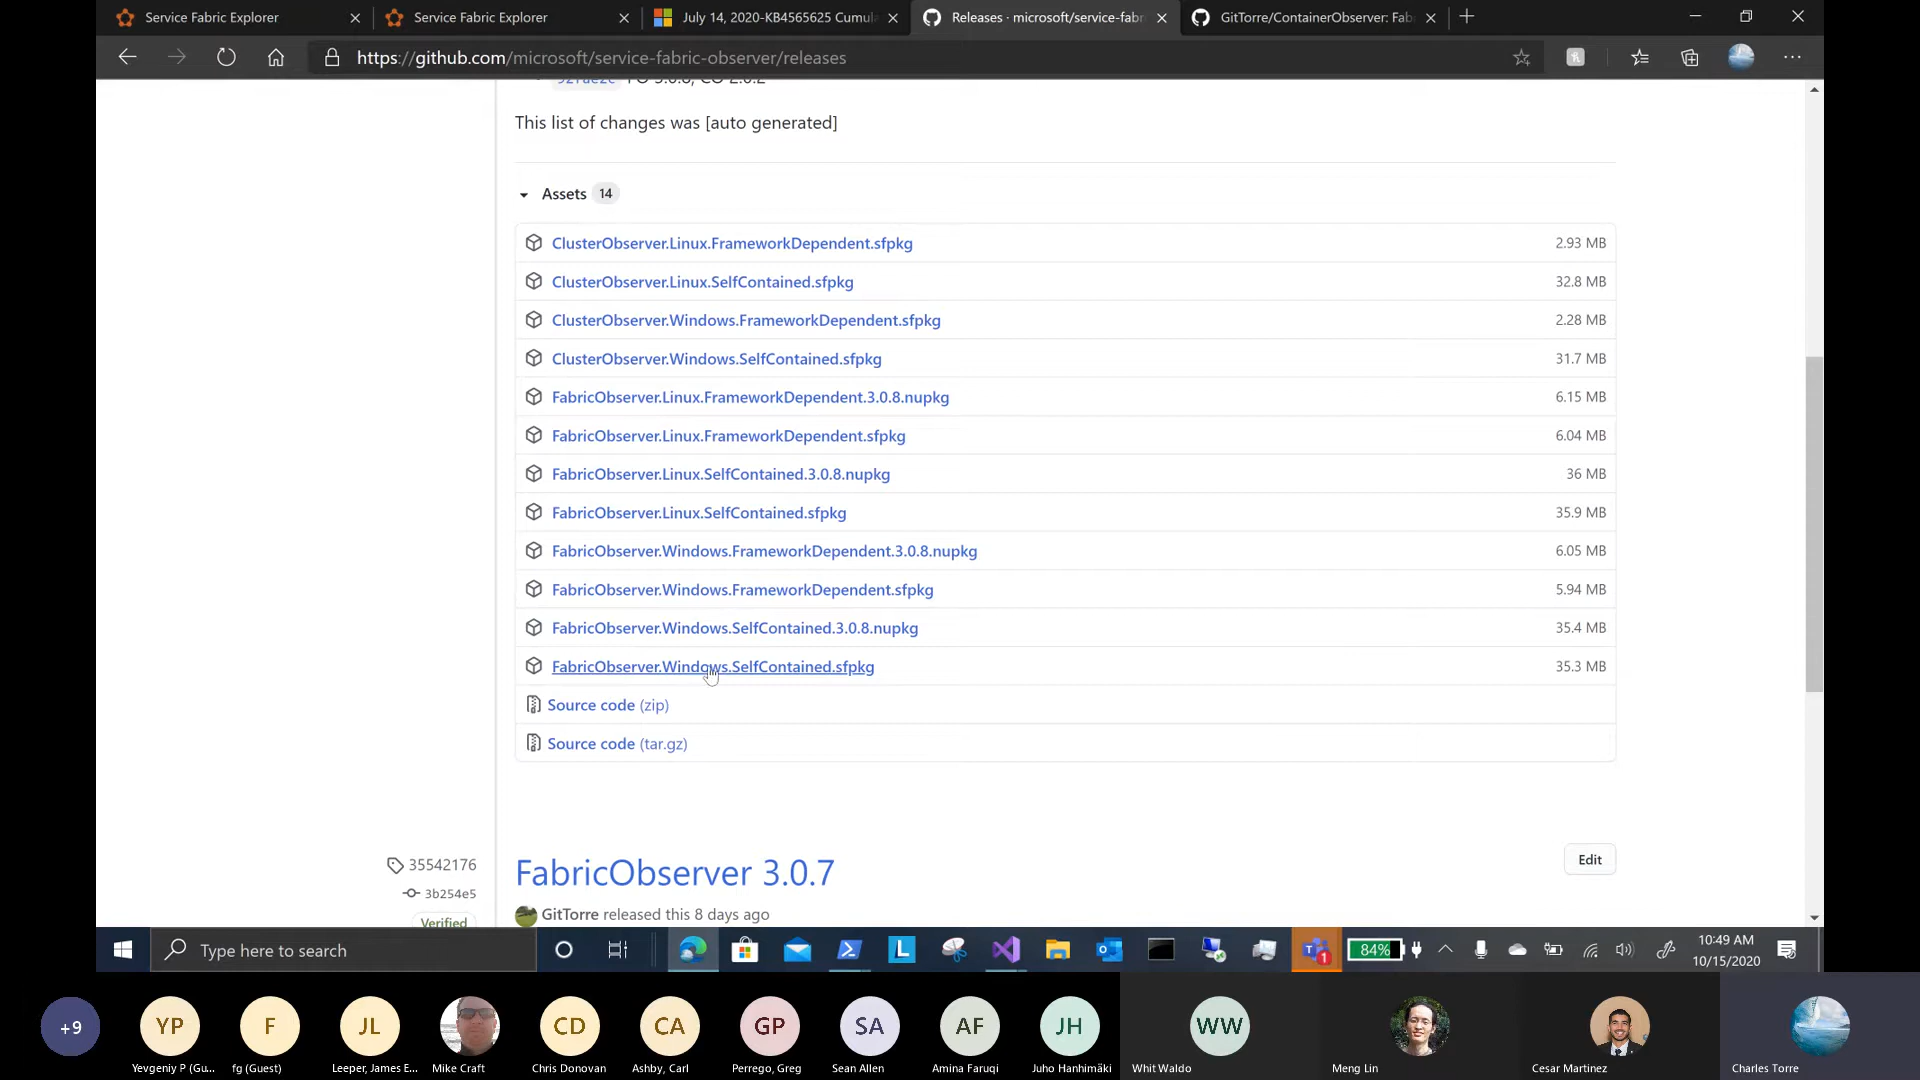 Service Fabric Explorer
Service Fabric Explorer
July 14, 2020-KB4565625 Cumul
Releases · microsoft/service-fabr
GitTorre/ContainerObserver: Fab
https://github.com/microsoft/service-fabric-observer/releases
This list of changes was [auto generated]
Assets 14
ClusterObserver.Linux.FrameworkDependent.sfpkg 2.93 MB
ClusterObserver.Linux.SelfContained.sfpkg 32.8 MB
ClusterObserver.Windows.FrameworkDependent.sfpkg 2.28 MB
ClusterObserver.Windows.SelfContained.sfpkg 31.7 MB
FabricObserver.Linux.FrameworkDependent.3.0.8.nupkg 6.15 MB
FabricObserver.Linux.FrameworkDependent.sfpkg 6.04 MB
FabricObserver.Linux.SelfContained.3.0.8.nupkg 36 MB
FabricObserver.Linux.SelfContained.sfpkg 35.9 MB
FabricObserver.Windows.FrameworkDependent.3.0.8.nupkg 6.05 MB
FabricObserver.Windows.FrameworkDependent.sfpkg 5.94 MB
FabricObserver.Windows.SelfContained.3.0.8.nupkg 35.4 MB
FabricObserver.Windows.SelfContained.sfpkg 35.3 MB
Source code (zip)
Source code (tar.gz)
35542176
3b254e5
Verified
FabricObserver 3.0.7
Edit
GitTorre released this 8 days ago
Type here to search
L
1
84%
10:49 AM
10/15/2020
+9
YP
F
JL
CD
CA
GP
SA
AF
JH
WW
Yevgeniy P (Gu...
fg (Guest)
Leeper, James E...
Mike Craft
Chris Donovan
Ashby, Carl
Perrego, Greg
Sean Allen
Amina Faruqi
Juho Hanhimäki
Whit Waldo
Meng Lin
Cesar Martinez
Charles Torre